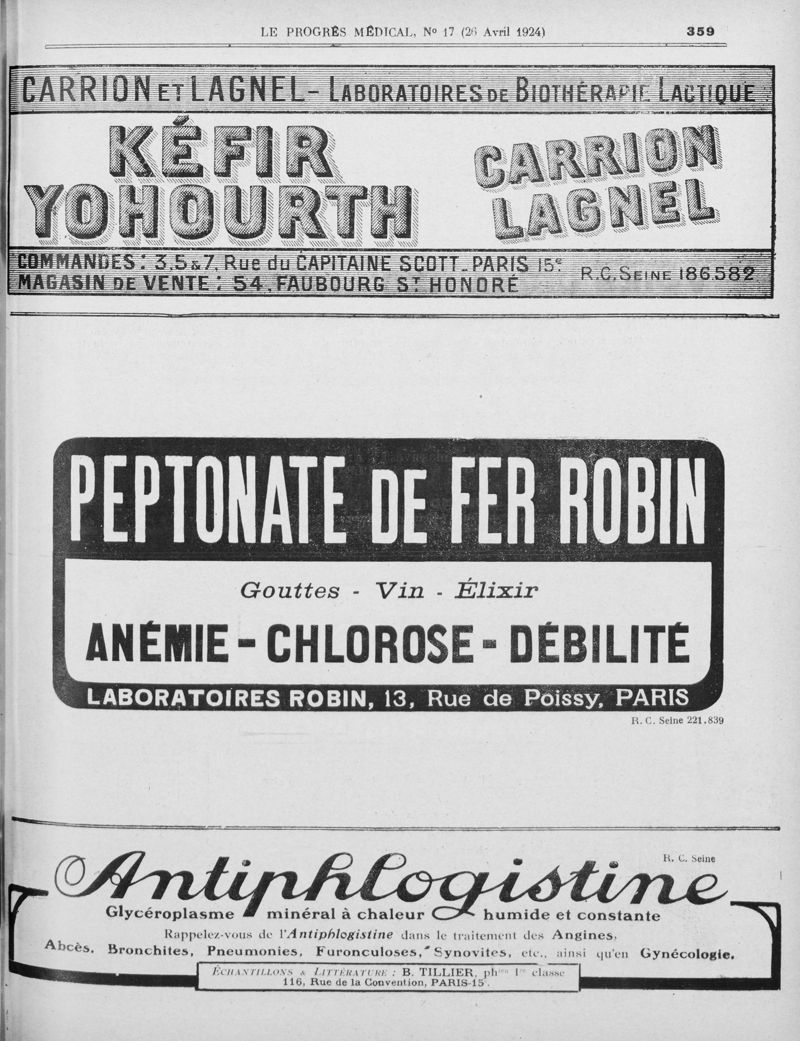 LE PROGRÈS MÉDICAL, No 17 (26 Avril 1924) 359
CARRION ET LAGNEL - LABORATOIRES DE BIOTHÉRAPIE LACTIQUE
KÉFIR
YOHOURTH
CARRION
LAGNEL
COMMANDES : 3, 5 & 7, Rue du CAPITAINE SCOTT - PARIS 15e
MAGASIN DE VENTE : 54, FAUBOURG ST HONORÉ
R.C. SEINE 186.582
PEPTONATE DE FER ROBIN
Gouttes - Vin - Élixir
ANÉMIE - CHLOROSE - DÉBILITÉ
LABORATOIRES ROBIN, 13, Rue de Poissy, PARIS
R. C. Seine 221.839
R. C. Seine
Antiphlogistine
Glycéroplasme minéral à chaleur humide et constante
Rappelez-vous de l'Antiphlogistine dans le traitement des Angines,
Abcès, Bronchites, Pneumonies, Furonculoses, Synovites, etc., ainsi qu'en Gynécologie.
ÉCHANTILLONS & LITTÉRATURE : B. TILLIER, phien 1re classe
116, Rue de la Convention, PARIS-15e.